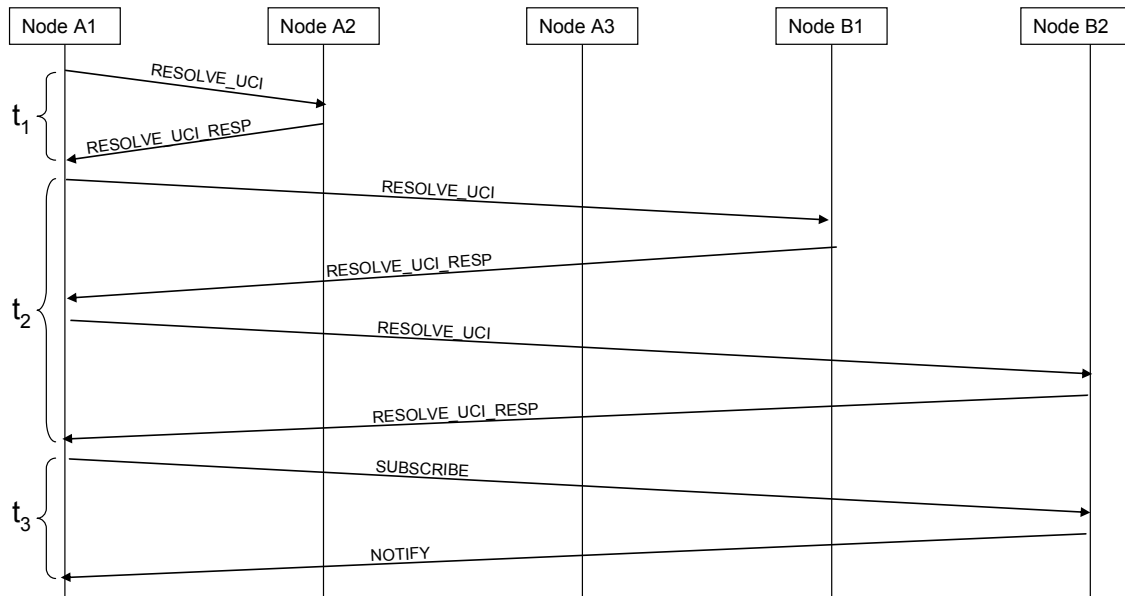 Node A1
Node A2
Node A3
Node B1
Node B2
RESOLVE_UCI
t1
RESOLVE_UCI_RESP
RESOLVE_UCI
RESOLVE_UCI_RESP
t2
RESOLVE_UCI
RESOLVE_UCI_RESP
SUBSCRIBE
t3
NOTIFY